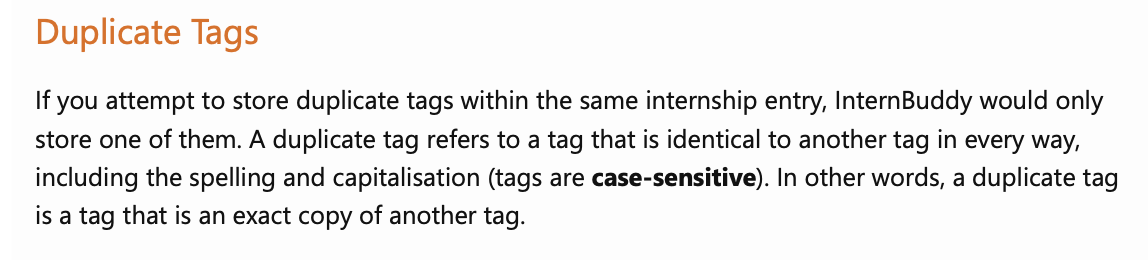 Duplicate Tags
If you attempt to store duplicate tags within the same internship entry, InternBuddy would only
store one of them. A duplicate tag refers to a tag that is identical to another tag in every way,
including the spelling and capitalisation (tags are case-sensitive). In other words, a duplicate tag
is a tag that is an exact copy of another tag.